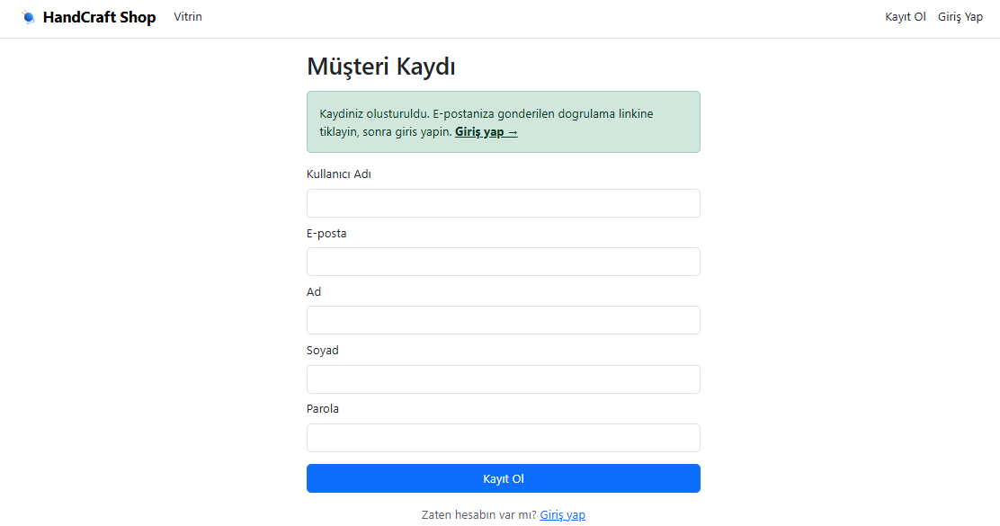 HandCraft Shop Vitrin Kayıt Ol Giriş Yap
Müşteri Kaydı
Kaydiniz olusturuldu. E-postaniza gonderilen dogrulama linkine
tiklayin, sonra giris yapin. Giriş yap →
Kullanıcı Adı
E-posta
Ad
Soyad
Parola
Kayıt Ol
Zaten hesabın var mı? Giriş yap